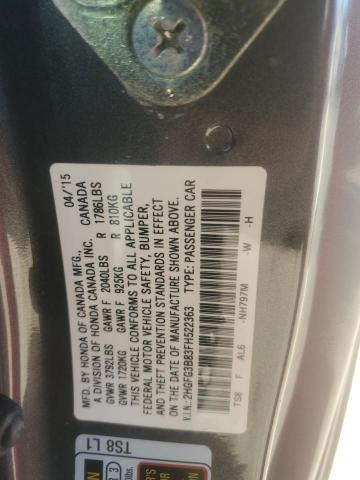 MFD. BY HONDA OF CANADA MFG., 04/'15
A DIVISION OF HONDA CANADA INC. CANADA
GVWR 3792LBS GAWR F 2040LBS R 1786LBS
GVWR 1720KG GAWR F 925KG R 810KG
THIS VEHICLE CONFORMS TO ALL APPLICABLE
FEDERAL MOTOR VEHICLE SAFETY, BUMPER,
AND THEFT PREVENTION STANDARDS IN EFFECT
ON THE DATE OF MANUFACTURE SHOWN ABOVE.
V.I.N.: 2HGFG3B83FH522363 TYPE: PASSENGER CAR
TS8 F AL6 -NH797M -W -H
TS8 L1